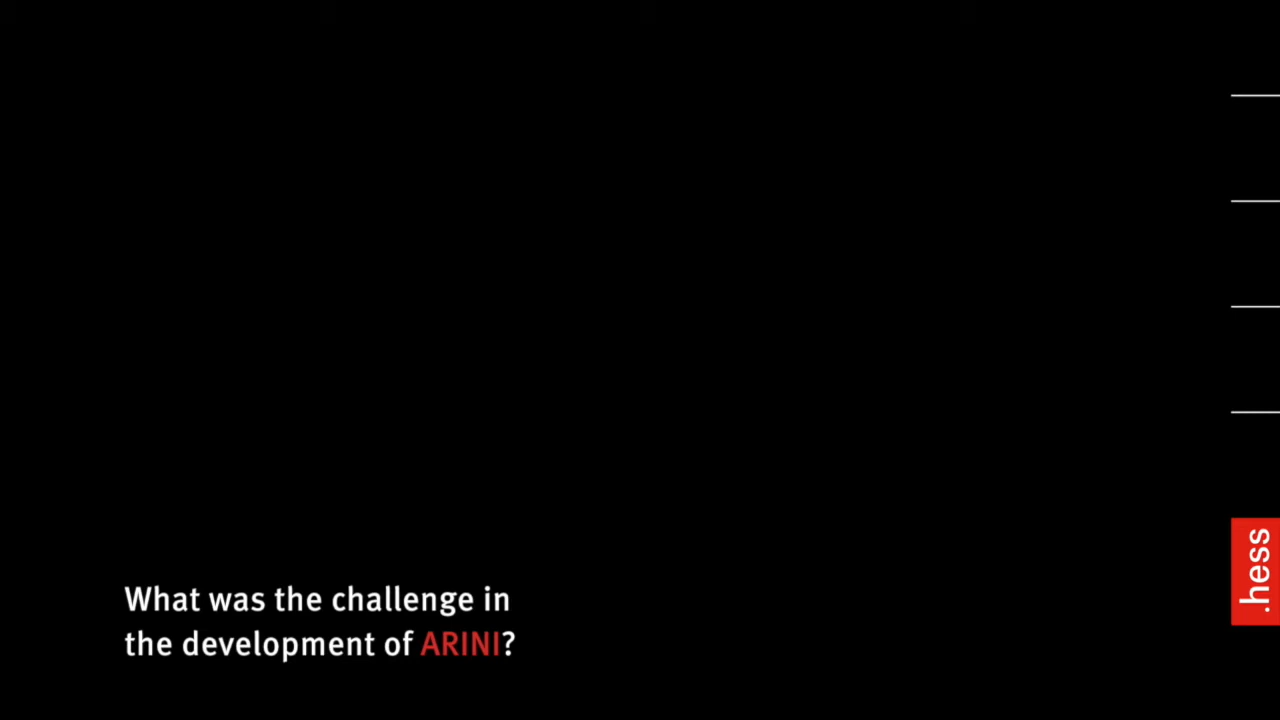 What was the challenge in
the development of ARINI?
.hess